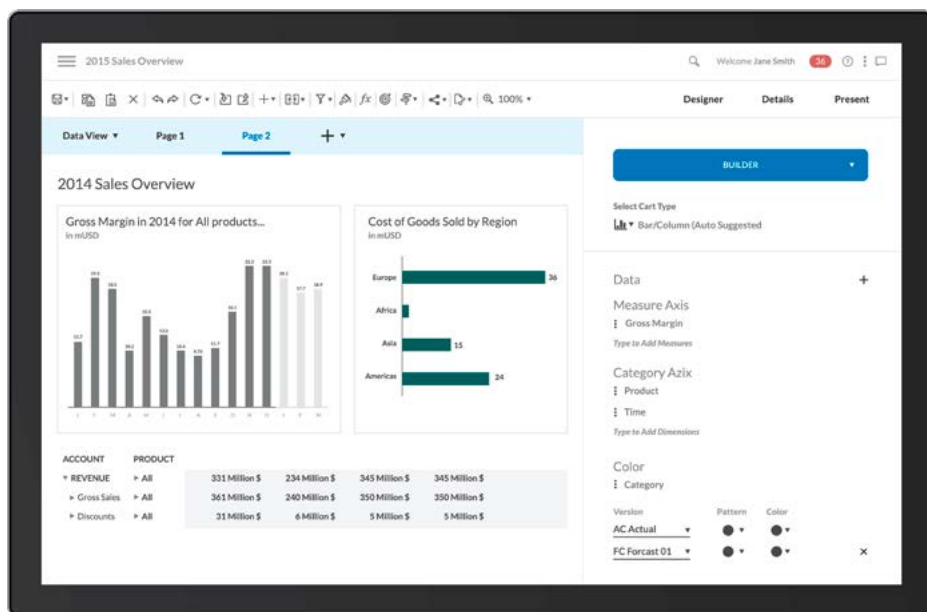 2015 Sales Overview
Welcome Jane Smith
36
100%
Designer
Details
Present
Data View
Page 1
Page 2
BUILDER
2014 Sales Overview
Select Cart Type
Bar/Column (Auto Suggested
Gross Margin in 2014 for All products...
in mUSD
Cost of Goods Sold by Region
in mUSD
Europe
36
Africa
Asia
15
Americas
24
Data
Measure Axis
Gross Margin
Type to Add Measures
Category Azix
Product
Time
Type to Add Dimensions
Color
Category
Version Pattern Color
AC Actual
FC Forcast 01
ACCOUNT PRODUCT
REVENUE All 331 Million $ 234 Million $ 345 Million $ 345 Million $
Gross Sales All 361 Million $ 240 Million $ 350 Million $ 350 Million $
Discounts All 31 Million $ 6 Million $ 5 Million $ 5 Million $